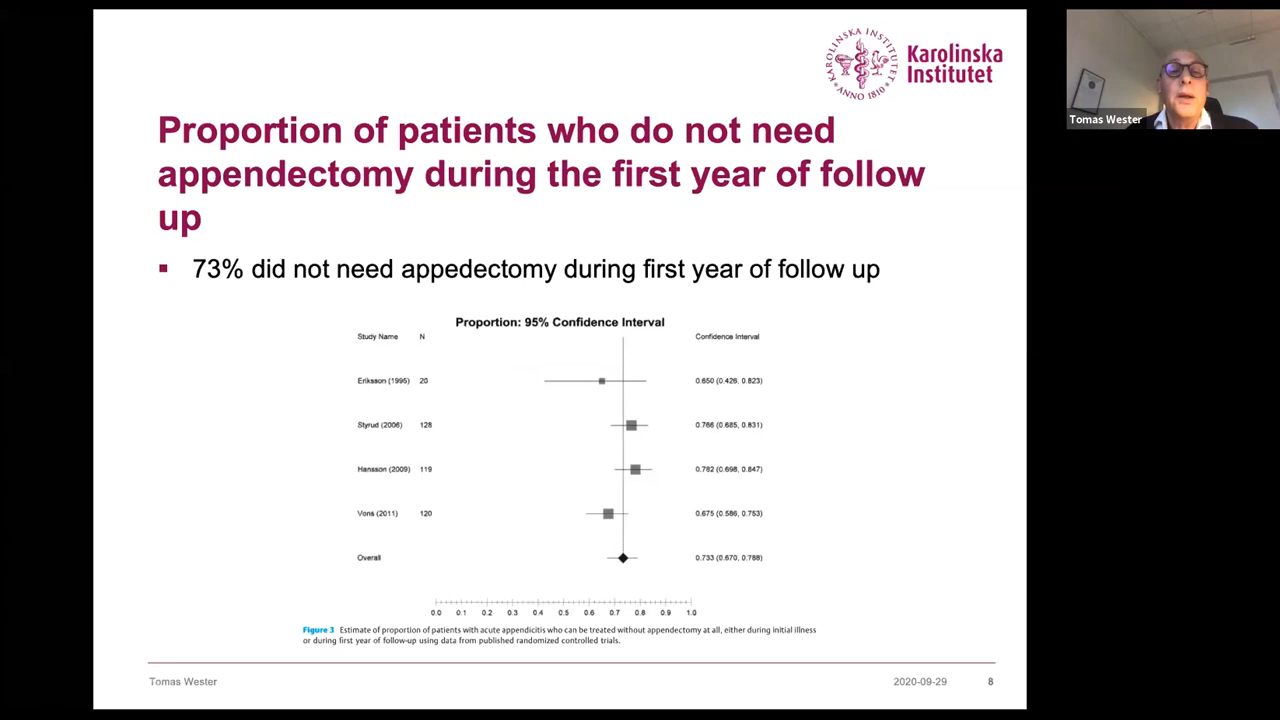 KAROLINSKA INSTITUTET
ANNO 1810
Karolinska
Institutet
Tomas Wester
Proportion of patients who do not need
appendectomy during the first year of follow
up
73% did not need appedectomy during first year of follow up
Proportion: 95% Confidence Interval
Study Name N Confidence Interval
Eriksson (1995) 20 0.650 (0.426, 0.823)
Styrud (2006) 128 0.766 (0.685, 0.831)
Hansson (2009) 119 0.782 (0.698, 0.847)
Vons (2011) 120 0.675 (0.586, 0.753)
Overall 0.733 (0.670, 0.788)
0.0 0.1 0.2 0.3 0.4 0.5 0.6 0.7 0.8 0.9 1.0
Figure 3 Estimate of proportion of patients with acute appendicitis who can be treated without appendectomy at all, either during initial illness
or during first year of follow-up using data from published randomized controlled trials.
Tomas Wester 2020-09-29 8